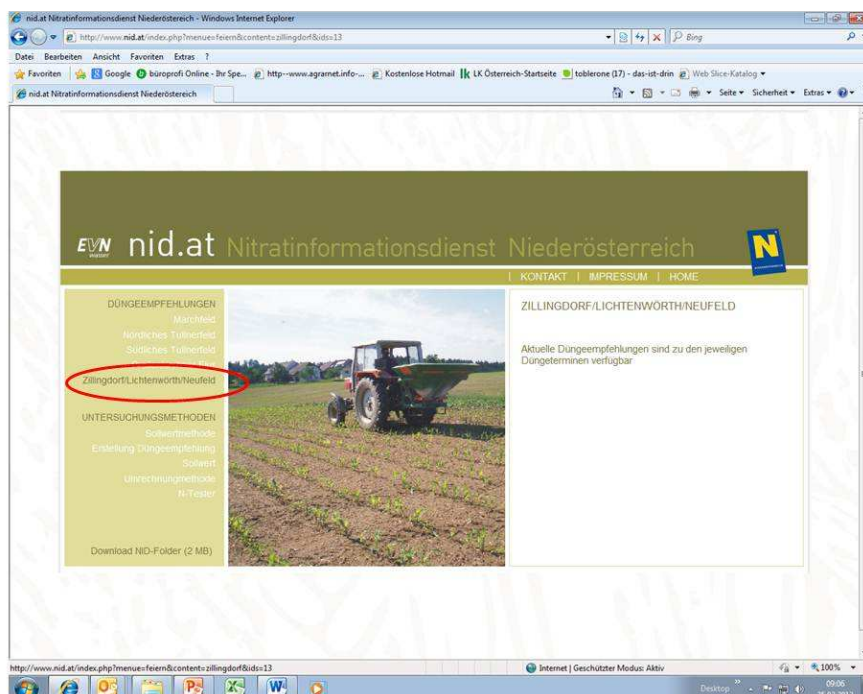 nid.at Nitratinformationsdienst Niederöstereich - Windows Internet Explorer
http://www.nid.at/index.php?menue=feiern&content=zillingdorf&ids=13
Bing
Datei Bearbeiten Ansicht Favoriten Extras ?
Favoriten Google büroprofi Online - Ihr Spe... http--www.agrarnet.info-... Kostenlose Hotmail lk LK Österreich-Startseite toblerone (17) - das-ist-drin Web Slice-Katalog
nid.at Nitratinformationsdienst Niederöstereich
Seite Sicherheit Extras
EVN nid.at Nitratinformationsdienst Niederösterreich
N
| KONTAKT | IMPRESSUM | HOME
DÜNGEEMPFEHLUNGEN
Marchfeld
Nördliches Tullnerfeld
Südliches Tullnerfeld
Zillingdorf/Lichtenwörth/Neufeld
UNTERSUCHUNGSMETHODEN
Sollwertmethode
Erstellung Düngeempfehlung
Sollwert
Umrechnungmethode
N-Tester
Download NID-Folder (2 MB)
ZILLINGDORF/LICHTENWÖRTH/NEUFELD
Aktuelle Düngeempfehlungen sind zu den jeweiligen
Düngeterminen verfügbar
http://www.nid.at/index.php?menue=feiern&content=zillingdorf&ids=13
Internet | Geschützter Modus: Aktiv
100%
Desktop
09:06